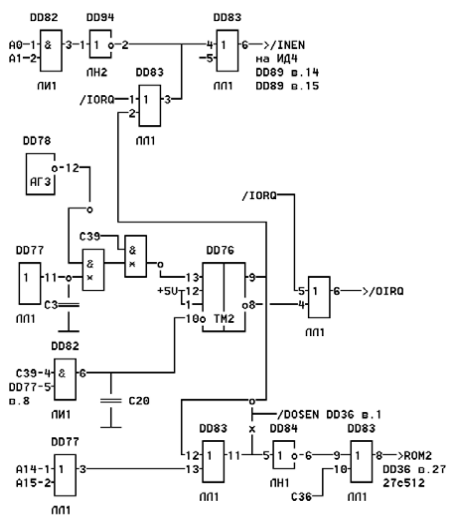 DD82
DD94
DD83
A0-1
&
3-1
1
2
4
1
6
>/INEN
A1-2
5
на ИД4
DD89 в.14
DD89 в.15
ЛИ1
ЛН2
DD83
ЛЛ1
/IORQ
1
1
3
2
ЛЛ1
DD78
12
АГ3
/IORQ
C39
&
*
DD77
DD76
1
11
&
*
13
9
+5V
12
1
8
5
1
6
>/OIRQ
4
C3
10
ТМ2
ЛЛ1
ЛЛ1
DD82
C39-4
&
6
DD77-5
в.8
C20
ЛИ1
/DOSEN DD36 в.1
DD77
DD83
x
DD84
DD83
A14-1
1
3
12
1
11
5
1
6
9
1
8
>ROM2
A15-2
13
10
DD36 в.27
27c512
ЛЛ1
ЛЛ1
ЛН1
C36
ЛЛ1